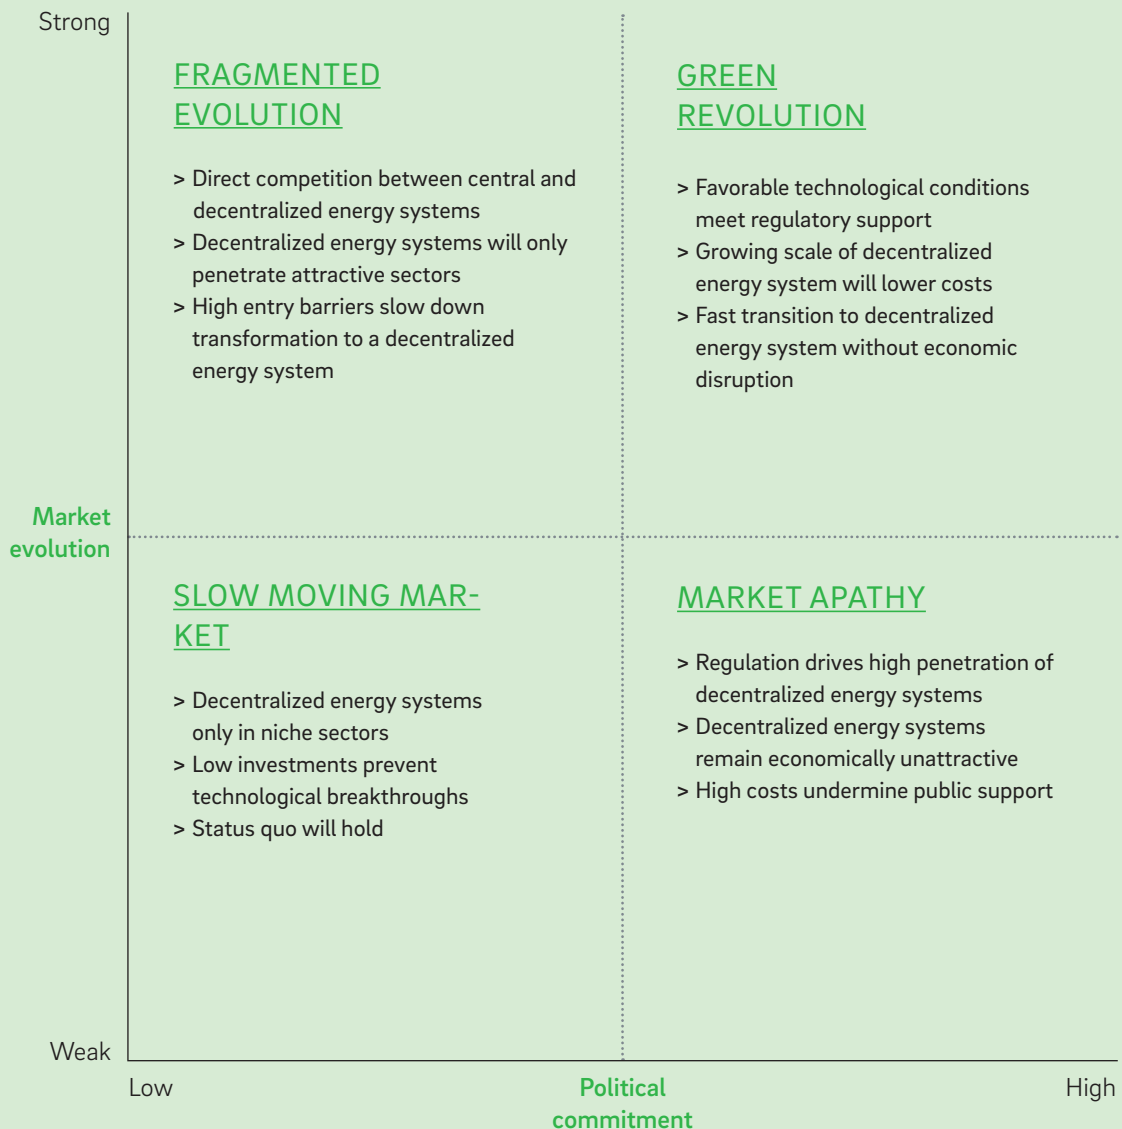 Strong
FRAGMENTED
EVOLUTION
> Direct competition between central and
decentralized energy systems
> Decentralized energy systems will only
penetrate attractive sectors
> High entry barriers slow down
transformation to a decentralized
energy system
GREEN
REVOLUTION
> Favorable technological conditions
meet regulatory support
> Growing scale of decentralized
energy system will lower costs
> Fast transition to decentralized
energy system without economic
disruption
Market
evolution
SLOW MOVING MAR-
KET
> Decentralized energy systems
only in niche sectors
> Low investments prevent
technological breakthroughs
> Status quo will hold
MARKET APATHY
> Regulation drives high penetration of
decentralized energy systems
> Decentralized energy systems
remain economically unattractive
> High costs undermine public support
Weak
Low
Political
commitment
High